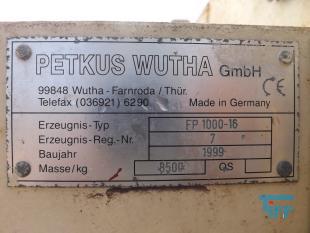 PETKUS WUTHA GmbH
99848 Wutha - Farnroda / Thür.
Telefax (036921) 6290 Made in Germany
CE
Erzeugnis-Typ FP 1000-16
Erzeugnis-Reg.-Nr. 7
Baujahr 1999
Masse/kg 8500 QS